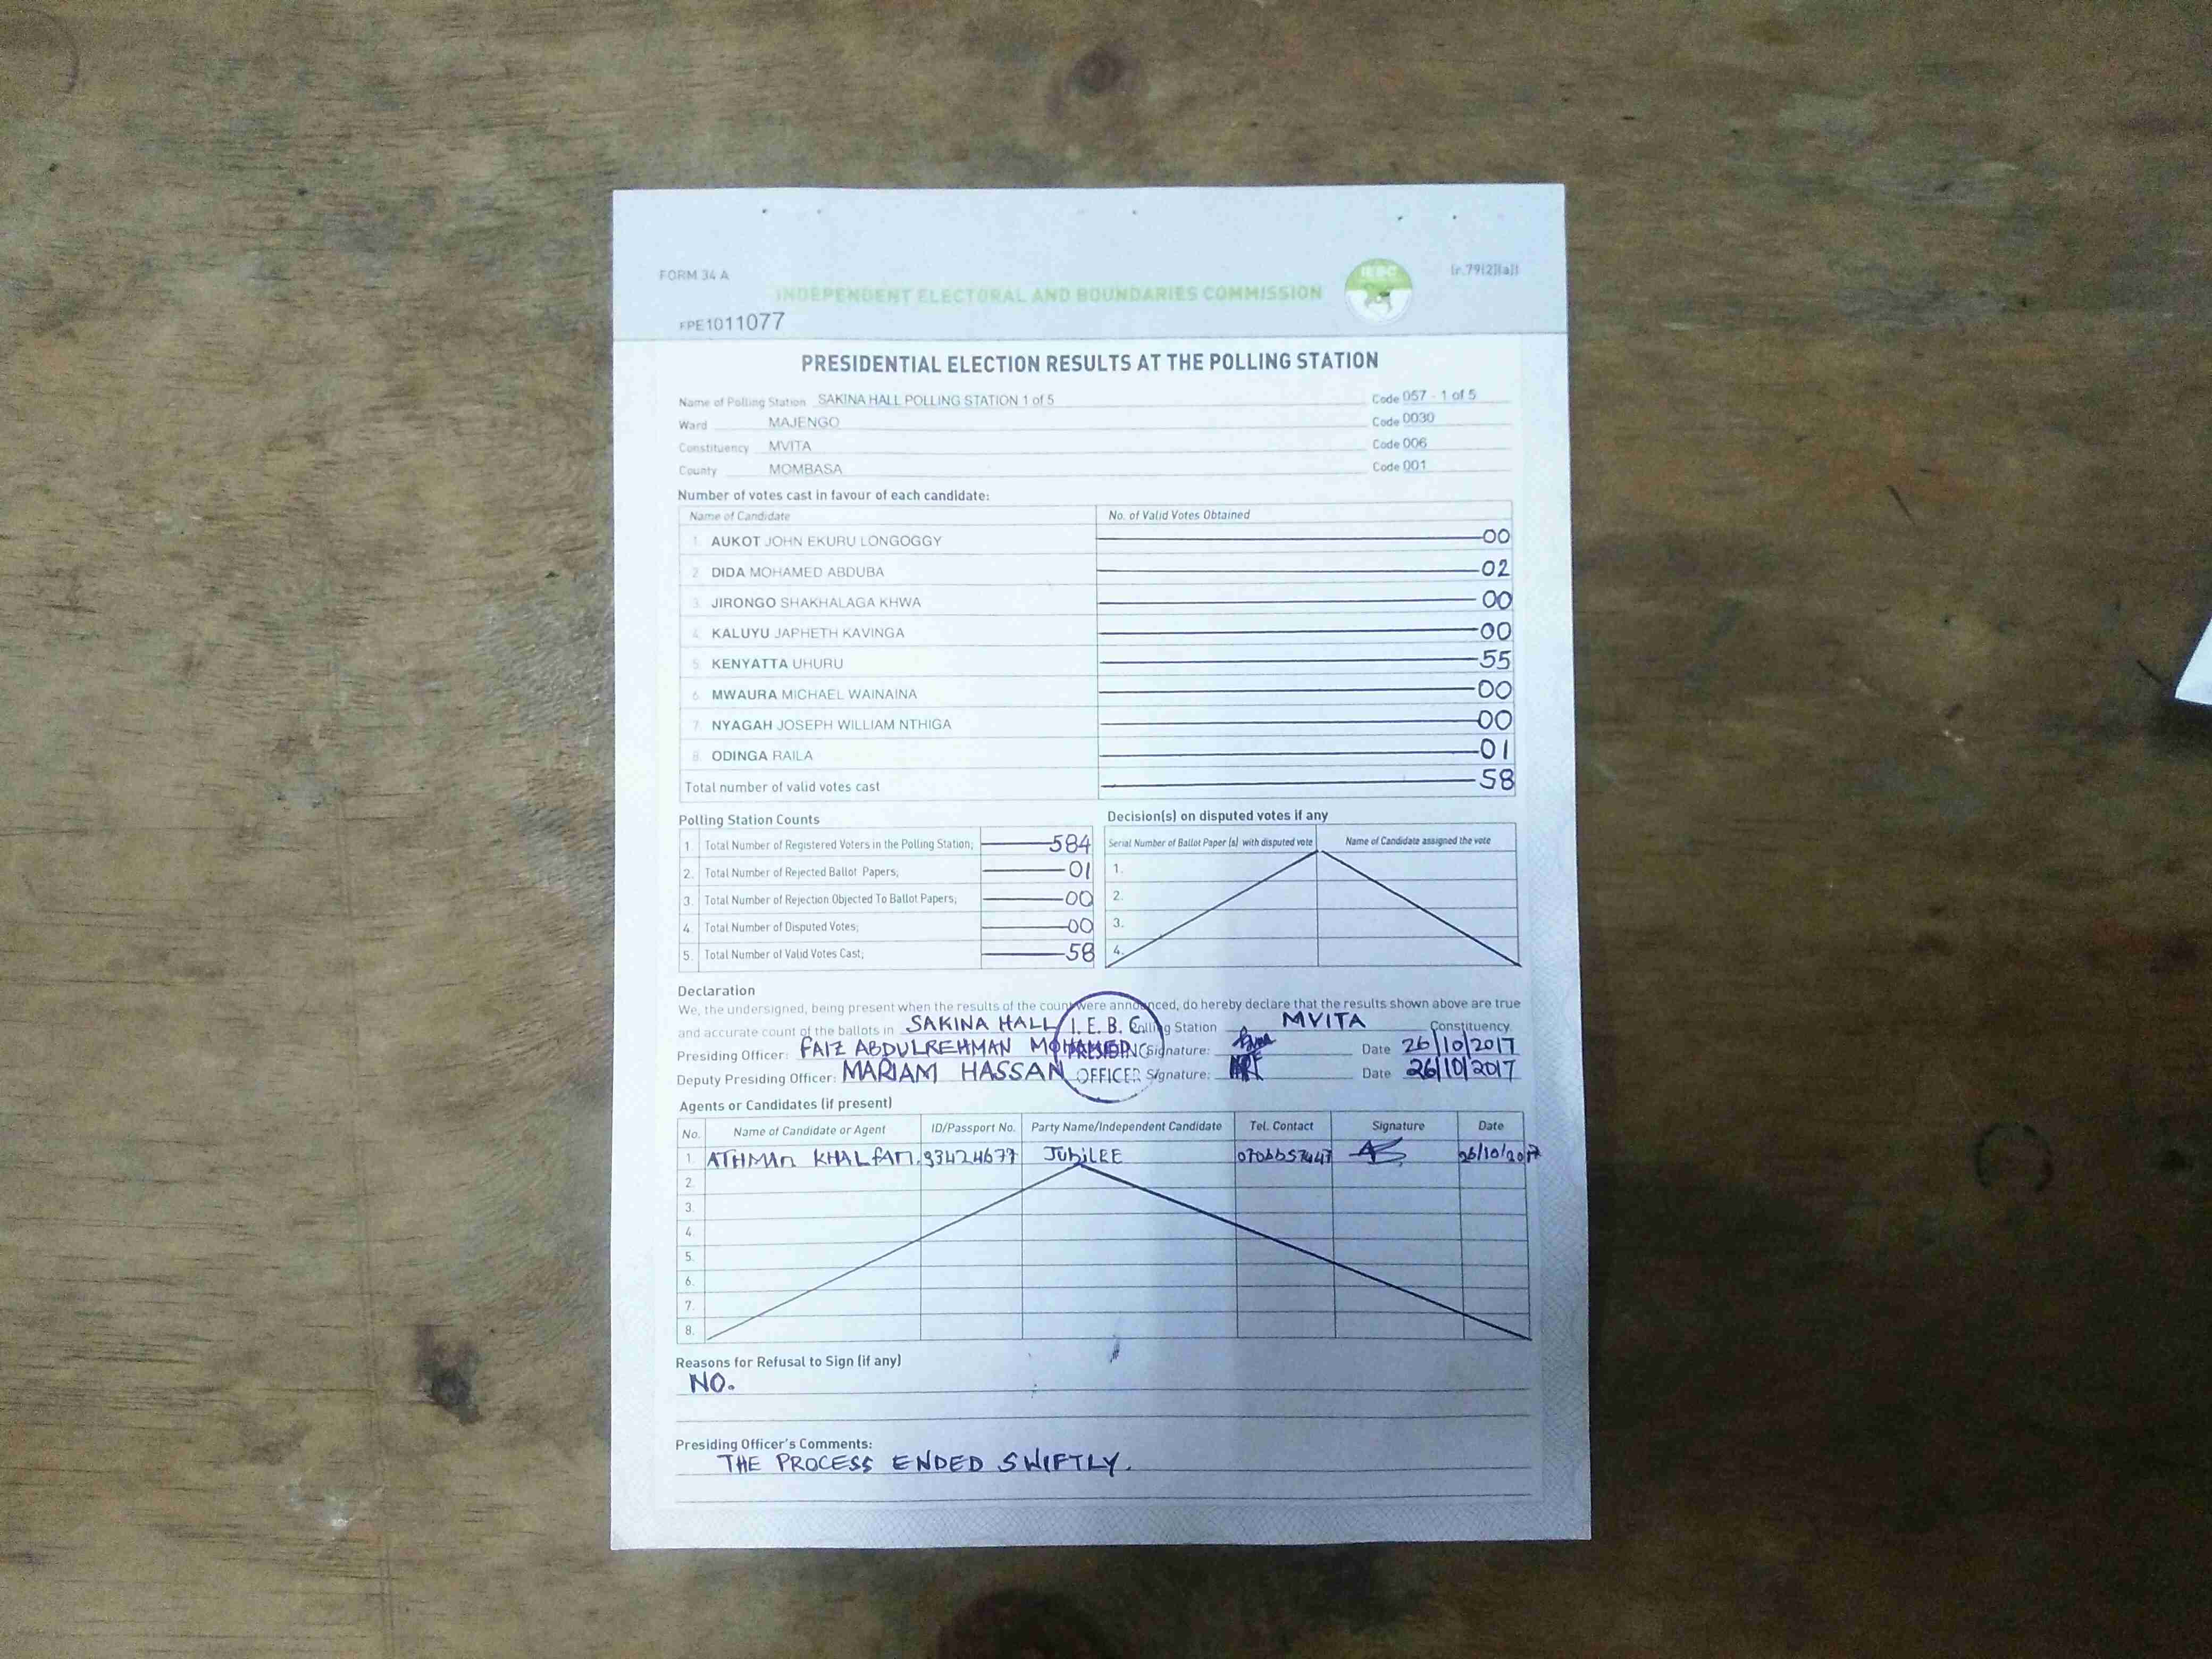 FORM 34 A
[r.79(2)(a)]
IEBC
INDEPENDENT ELECTORAL AND BOUNDARIES COMMISSION
FPE1011077
PRESIDENTIAL ELECTION RESULTS AT THE POLLING STATION
Name of Polling Station SAKINA HALL POLLING STATION 1 of 5 Code 057 - 1 of 5
Ward MAJENGO Code 0030
Constituency MVITA Code 006
County MOMBASA Code 001
Number of votes cast in favour of each candidate:
Name of Candidate No. of Valid Votes Obtained
1. AUKOT JOHN EKURU LONGOGGY 00
2. DIDA MOHAMED ABDUBA 02
3. JIRONGO SHAKHALAGA KHWA 00
4. KALUYU JAPHETH KAVINGA 00
5. KENYATTA UHURU 55
6. MWAURA MICHAEL WAINAINA 00
7. NYAGAH JOSEPH WILLIAM NTHIGA 00
8. ODINGA RAILA 01
Total number of valid votes cast 58
Polling Station Counts
1. Total Number of Registered Voters in the Polling Station; 584
2. Total Number of Rejected Ballot Papers; 01
3. Total Number of Rejection Objected To Ballot Papers; 00
4. Total Number of Disputed Votes; 00
5. Total Number of Valid Votes Cast; 58
Decision(s) on disputed votes if any
Serial Number of Ballot Paper (s) with disputed vote Name of Candidate assigned the vote
1.
2.
3.
4.
Declaration
We, the undersigned, being present when the results of the count were announced, do hereby declare that the results shown above are true
and accurate count of the ballots in SAKINA HALL Polling Station MVITA Constituency.
Presiding Officer: FAIZ ABDULREHMAN MOHAMED Signature: Date 26/10/2017
Deputy Presiding Officer: MARIAM HASSAN Signature: Date 26/10/2017
I. E. B. C
PRESIDING
OFFICER
Agents or Candidates (if present)
No. Name of Candidate or Agent ID/Passport No. Party Name/Independent Candidate Tel. Contact Signature Date
1. ATHMAN KHALFAN. 33424677 JUBILEE 26/10/2017
2.
3.
4.
5.
6.
7.
8.
Reasons for Refusal to Sign (if any)
NO.
Presiding Officer's Comments:
THE PROCESS ENDED SWIFTLY.